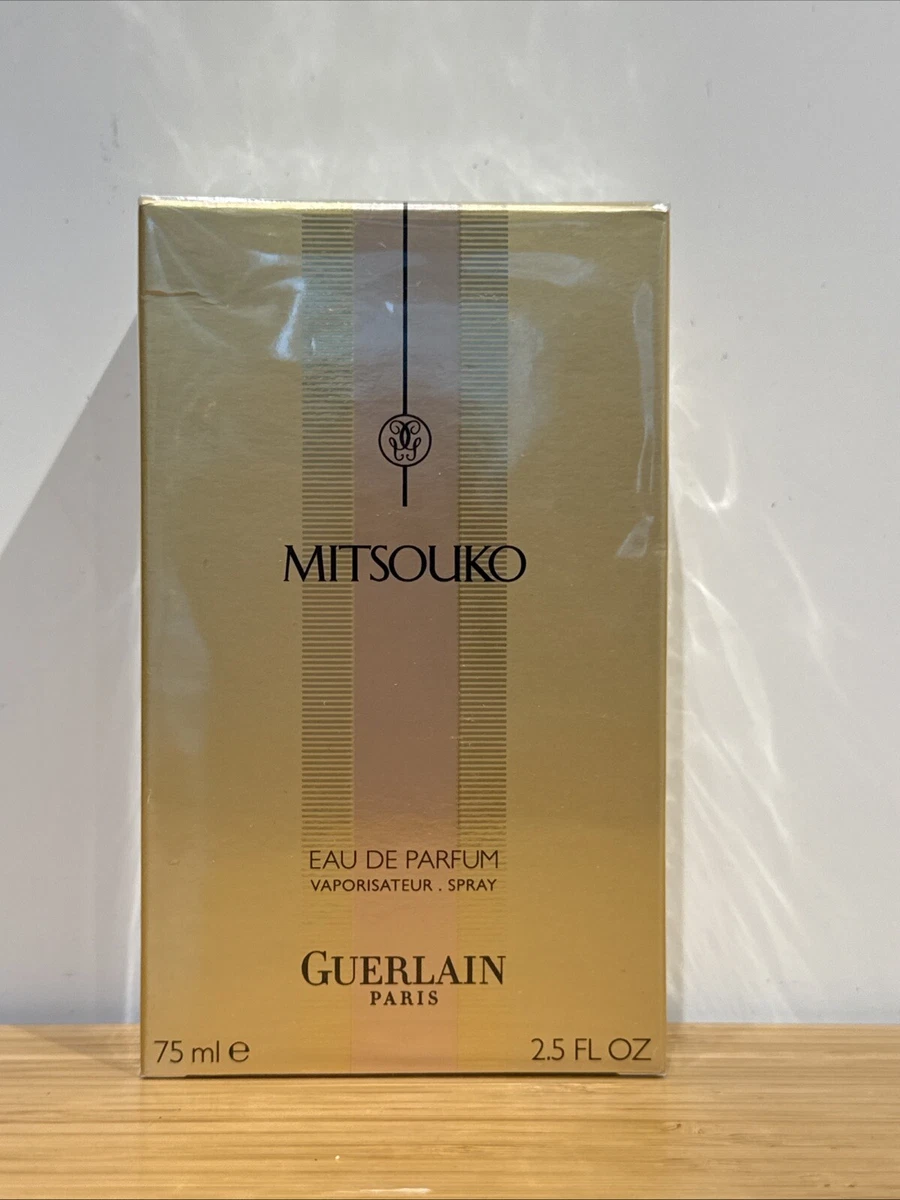 MITSOUKO
EAU DE PARFUM
VAPORISATEUR . SPRAY
GUERLAIN
PARIS
75 ml ℮ 2.5 FL OZ